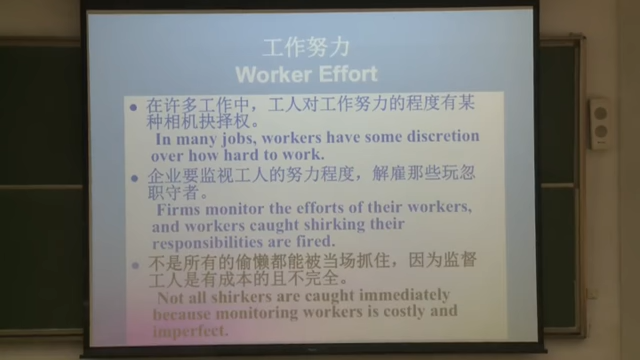 工作努力
Worker Effort
在许多工作中，工人对工作努力的程度有某
种相机抉择权。
In many jobs, workers have some discretion
over how hard to work.
企业要监视工人的努力程度，解雇那些玩忽
职守者。
Firms monitor the efforts of their workers,
and workers caught shirking their
responsibilities are fired.
不是所有的偷懒都能被当场抓住，因为监督
工人是有成本的且不完全。
Not all shirkers are caught immediately
because monitoring workers is costly and
imperfect.